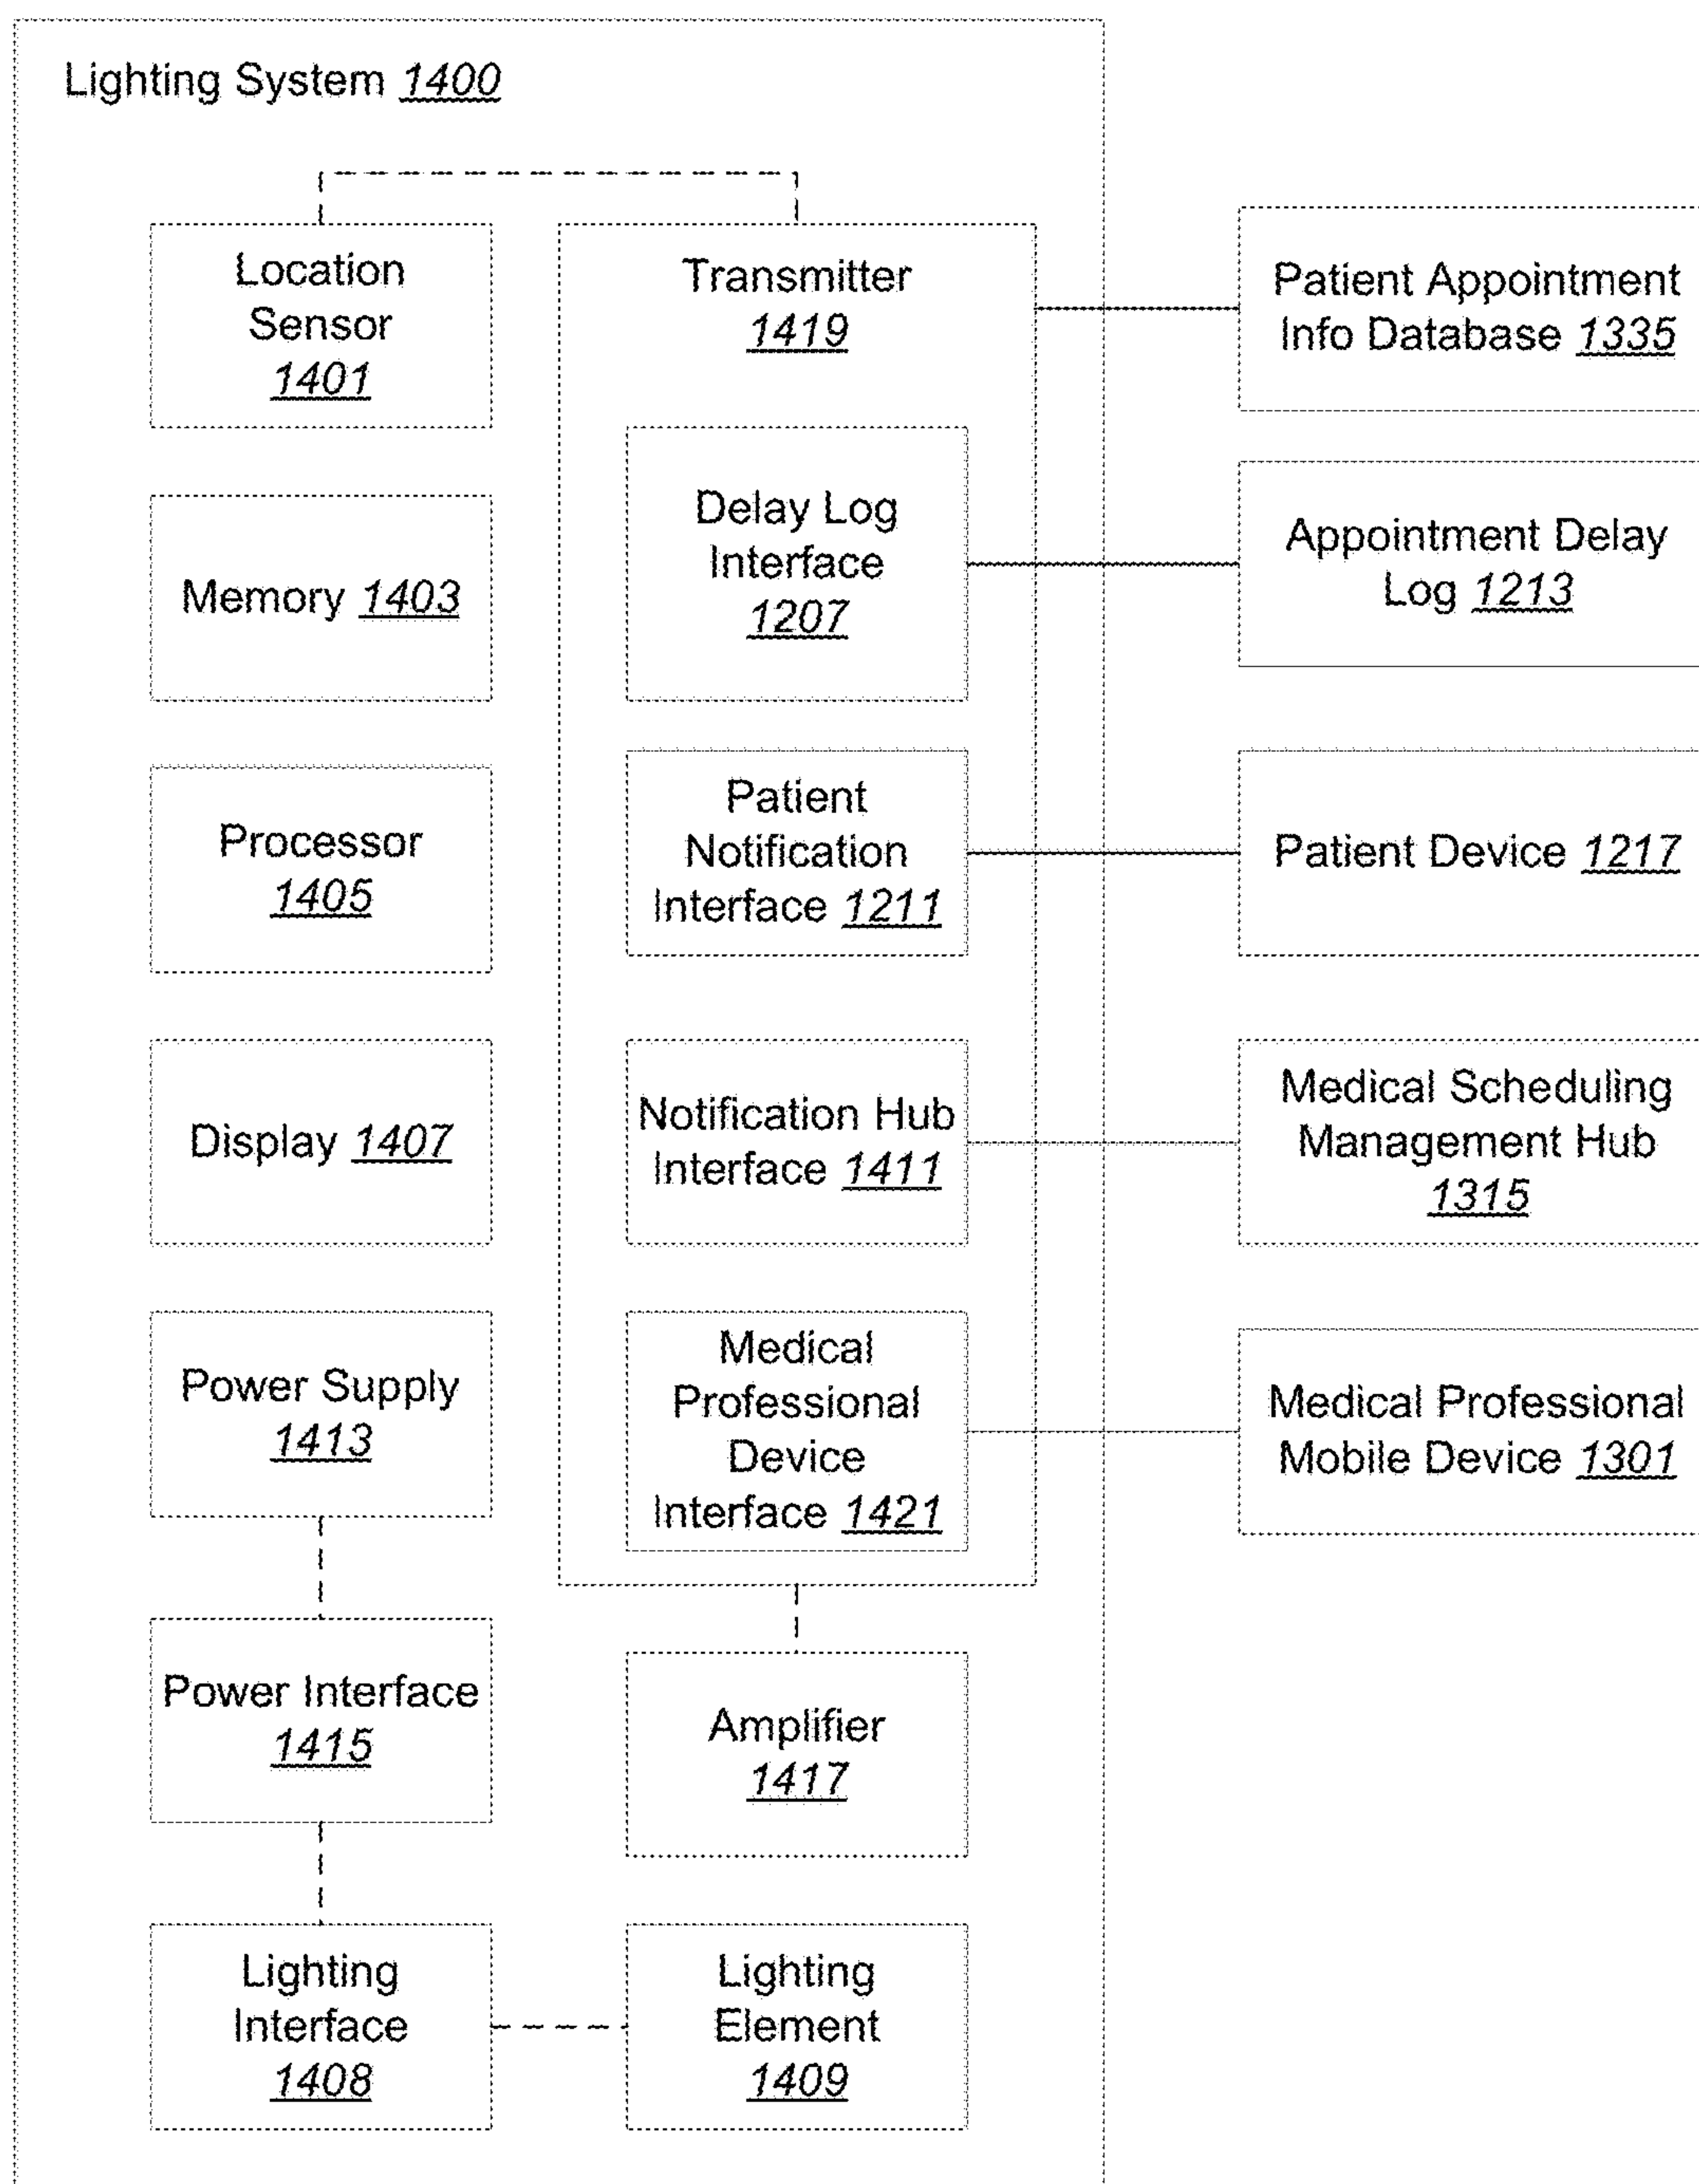 Lighting System 1400
Location
Sensor
1401
Memory 1403
Processor
1405
Display 1407
Power Supply
1413
Power Interface
1415
Lighting
Interface
1408
Transmitter
1419
Delay Log
Interface
1207
Patient
Notification
Interface 1211
Notification Hub
Interface 1411
Medical
Professional
Device
Interface 1421
Amplifier
1417
Lighting
Element
1409
Patient Appointment
Info Database 1335
Appointment Delay
Log 1213
Patient Device 1217
Medical Scheduling
Management Hub
1315
Medical Professional
Mobile Device 1301